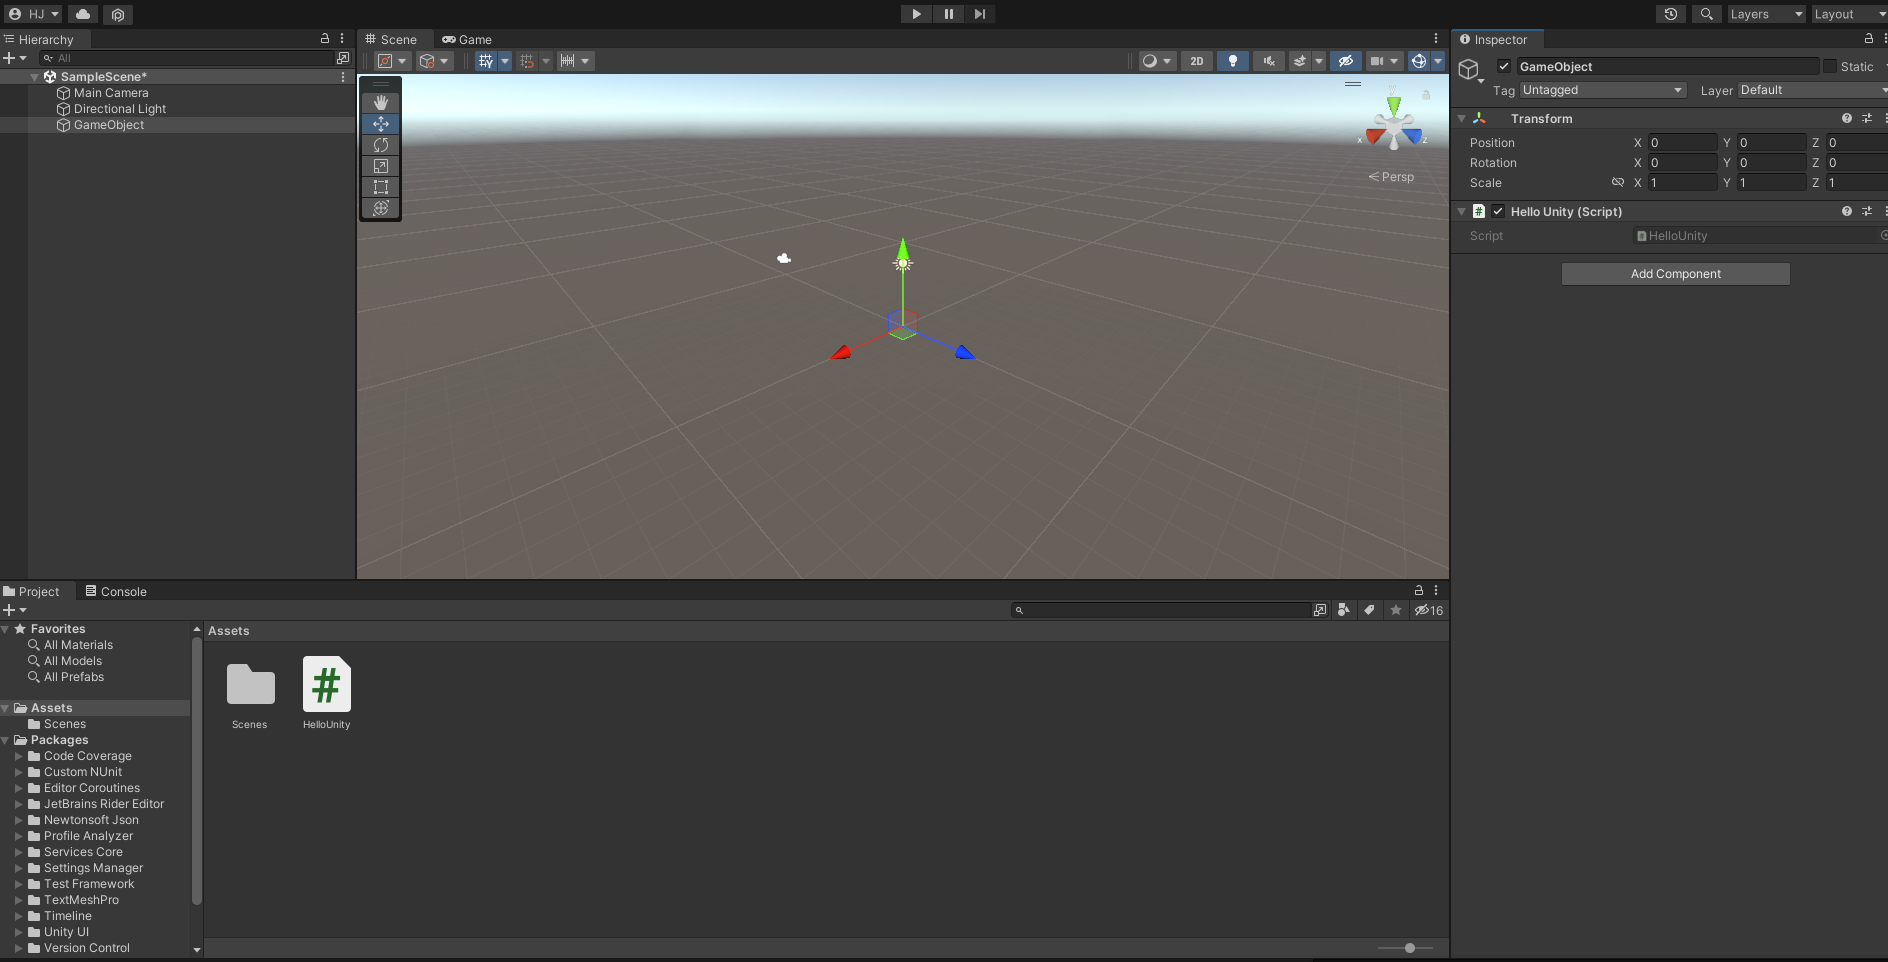 HJ
Layers
Layout
Hierarchy
All
SampleScene*
Main Camera
Directional Light
GameObject
Scene
Game
2D
Y
X
Z
Persp
Inspector
GameObject
Static
Tag Untagged
Layer Default
Transform
Position X 0 Y 0 Z 0
Rotation X 0 Y 0 Z 0
Scale X 1 Y 1 Z 1
# Hello Unity (Script)
Script HelloUnity
Add Component
Project
Console
16
Favorites
All Materials
All Models
All Prefabs
Assets
Scenes
Packages
Code Coverage
Custom NUnit
Editor Coroutines
JetBrains Rider Editor
Newtonsoft Json
Profile Analyzer
Services Core
Settings Manager
Test Framework
TextMeshPro
Timeline
Unity UI
Version Control
Assets
#
Scenes
HelloUnity